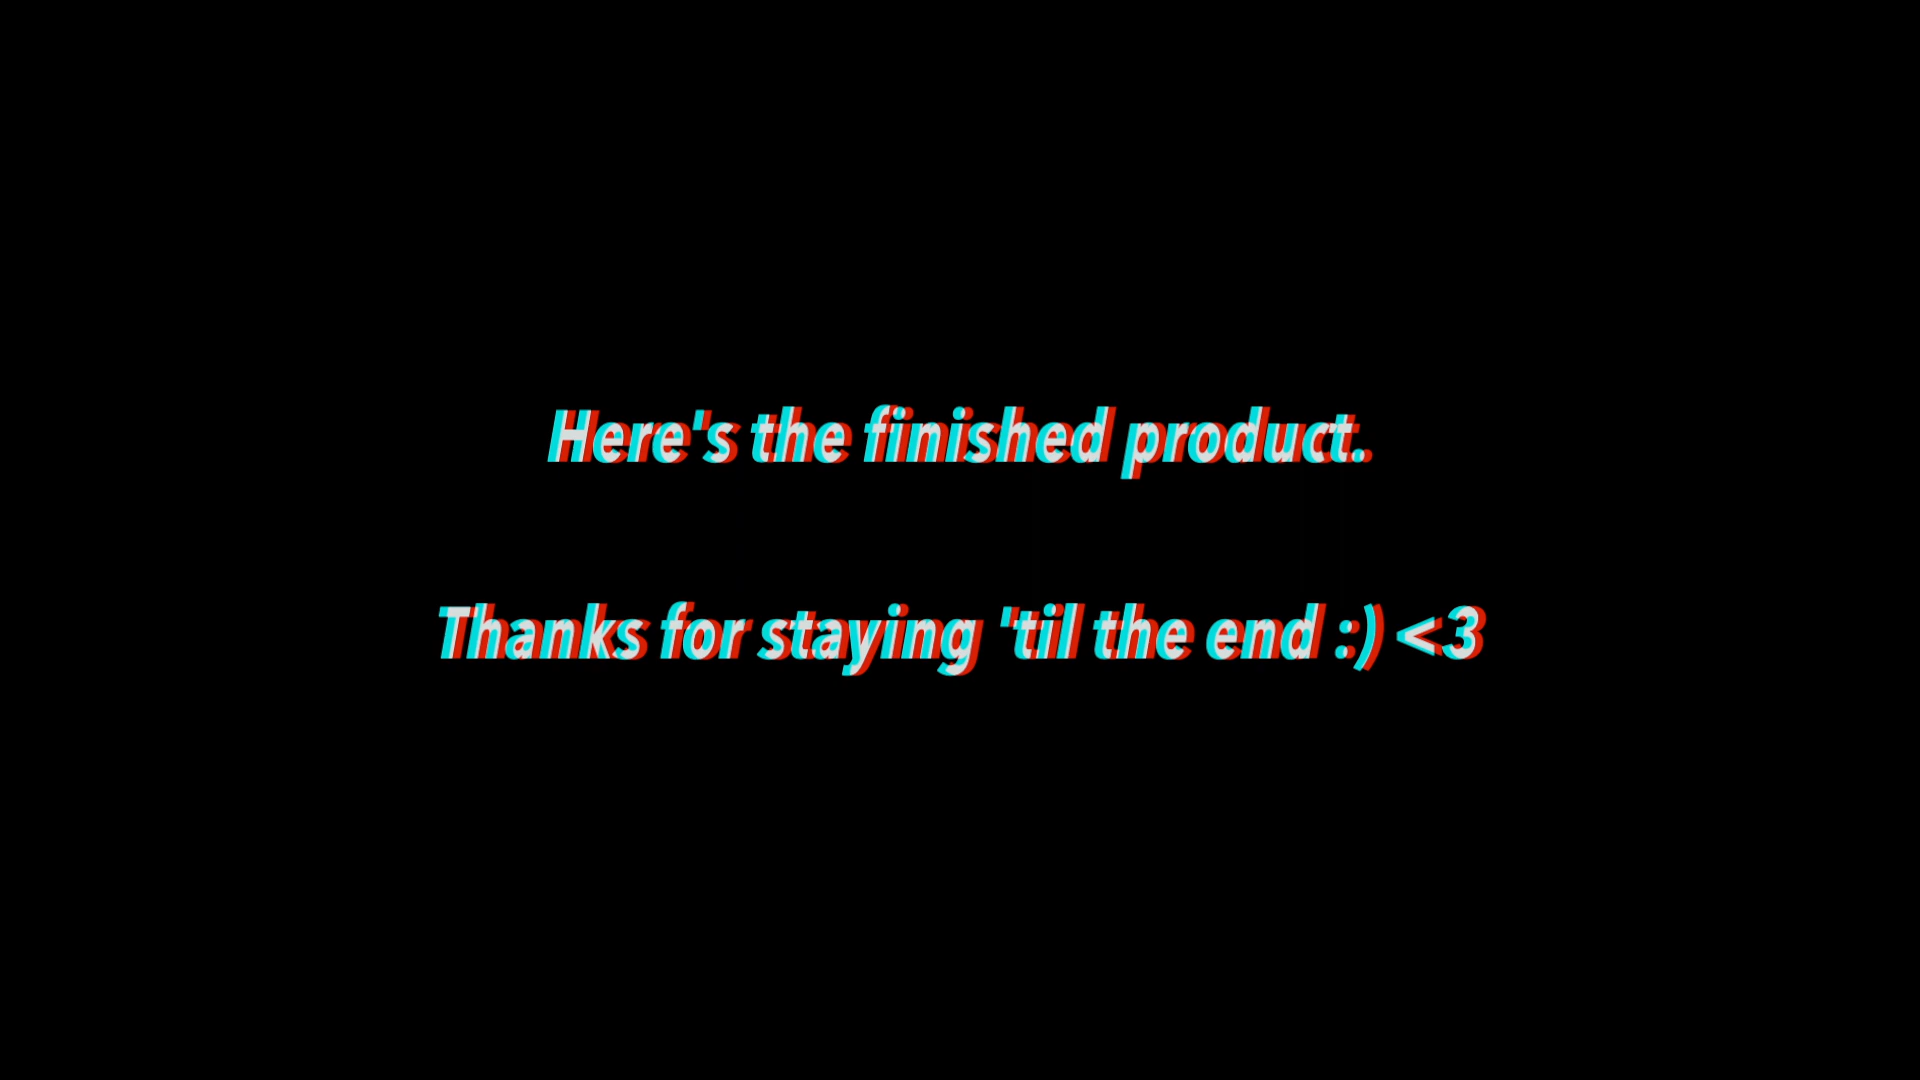 Here's the finished product.
Thanks for staying 'til the end :) <3